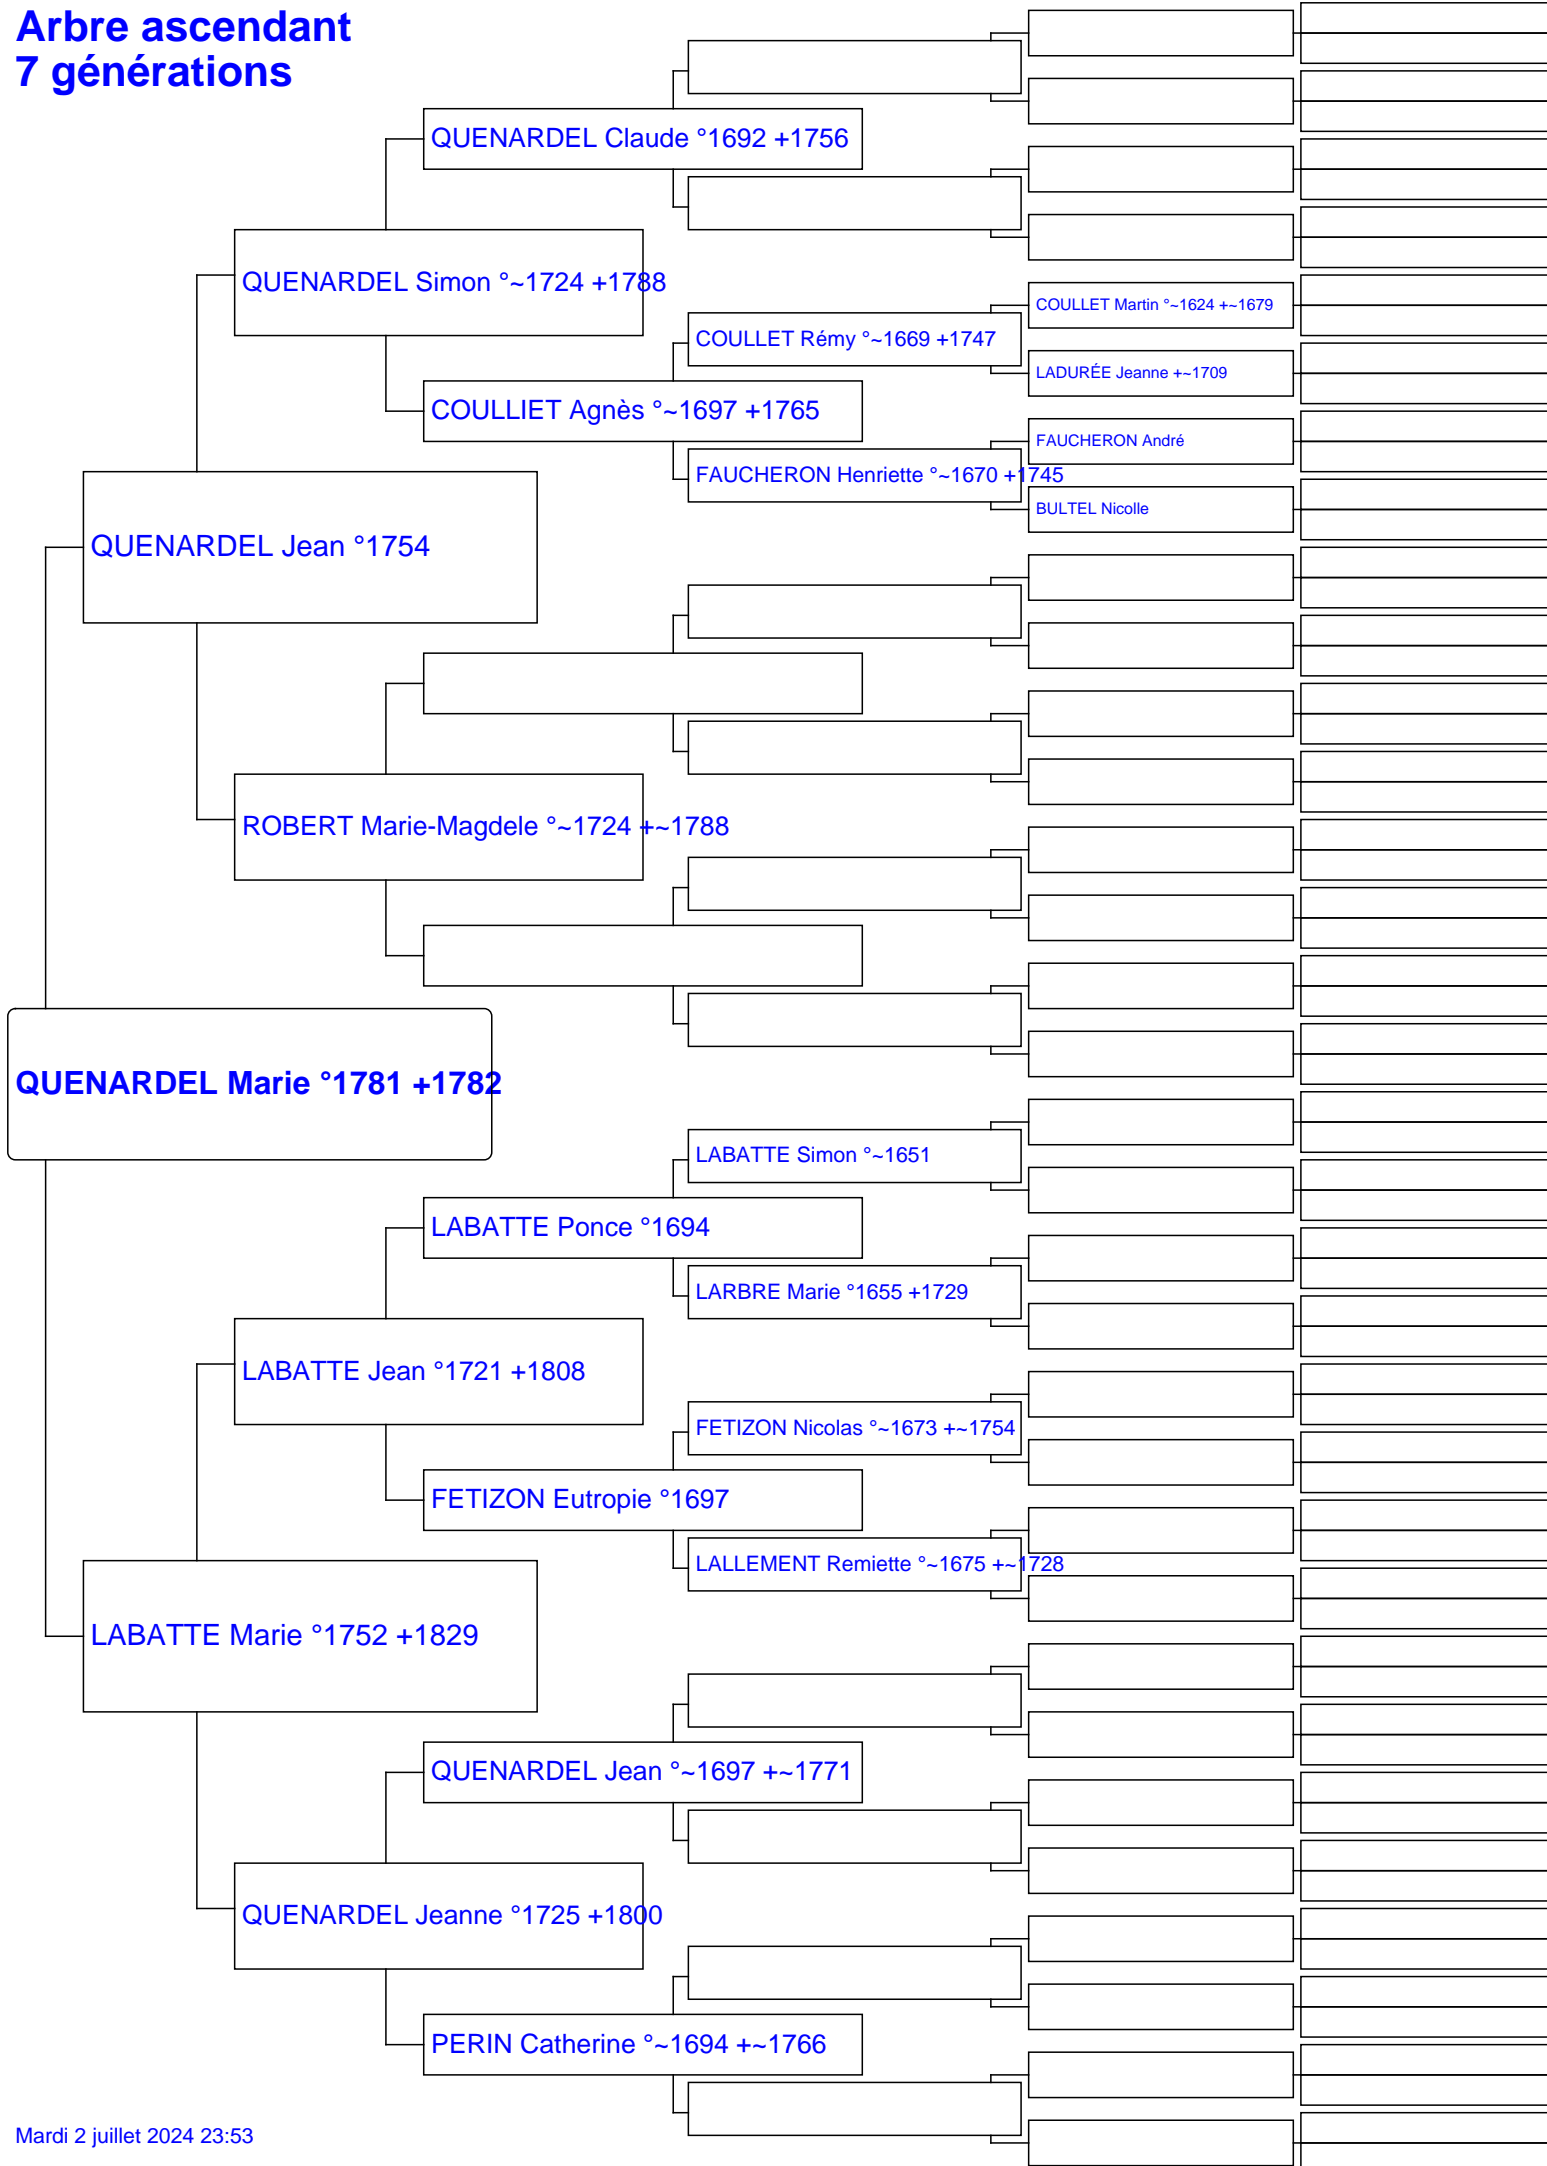 Arbre ascendant
7 générations
QUENARDEL Claude °1692 +1756
QUENARDEL Simon °~1724 +1788
COULLET Martin °~1624 +~1679
COULLET Rémy °~1669 +1747
LADURÉE Jeanne +~1709
COULLIET Agnès °~1697 +1765
FAUCHERON André
FAUCHERON Henriette °~1670 +1745
BULTEL Nicolle
QUENARDEL Jean °1754
ROBERT Marie-Magdele °~1724 +~1788
QUENARDEL Marie °1781 +1782
LABATTE Simon °~1651
LABATTE Ponce °1694
LARBRE Marie °1655 +1729
LABATTE Jean °1721 +1808
FETIZON Nicolas °~1673 +~1754
FETIZON Eutropie °1697
LALLEMENT Remiette °~1675 +~1728
LABATTE Marie °1752 +1829
QUENARDEL Jean °~1697 +~1771
QUENARDEL Jeanne °1725 +1800
PERIN Catherine °~1694 +~1766
Mardi 2 juillet 2024 23:53